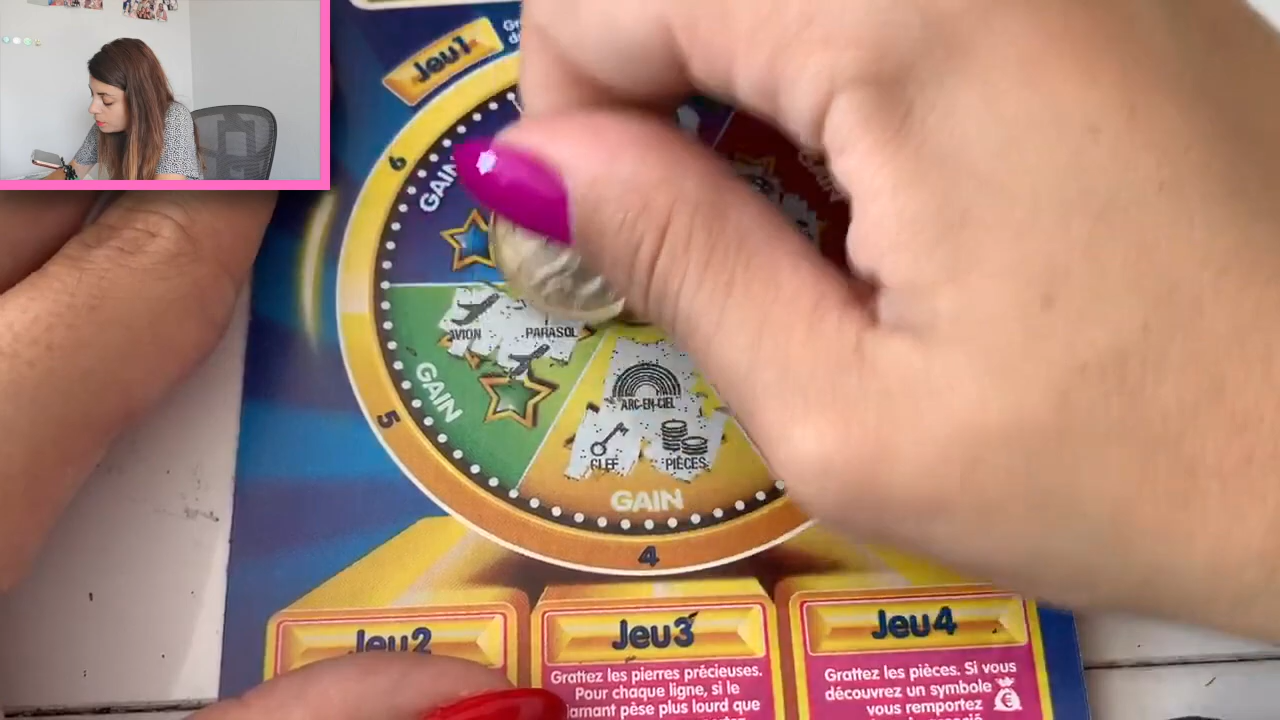 Jeu1
6
GAIN
GAIN
AVION
PARASOL
GAIN
5
ARC-EN-CIEL
CLEF
PIÈCES
GAIN
4
Jeu2
Jeu3
Grattez les pierres précieuses.
Pour chaque ligne, si le
pèse plus lourd que
Jeu4
Grattez les pièces. Si vous
découvrez un symbole
vous remportez